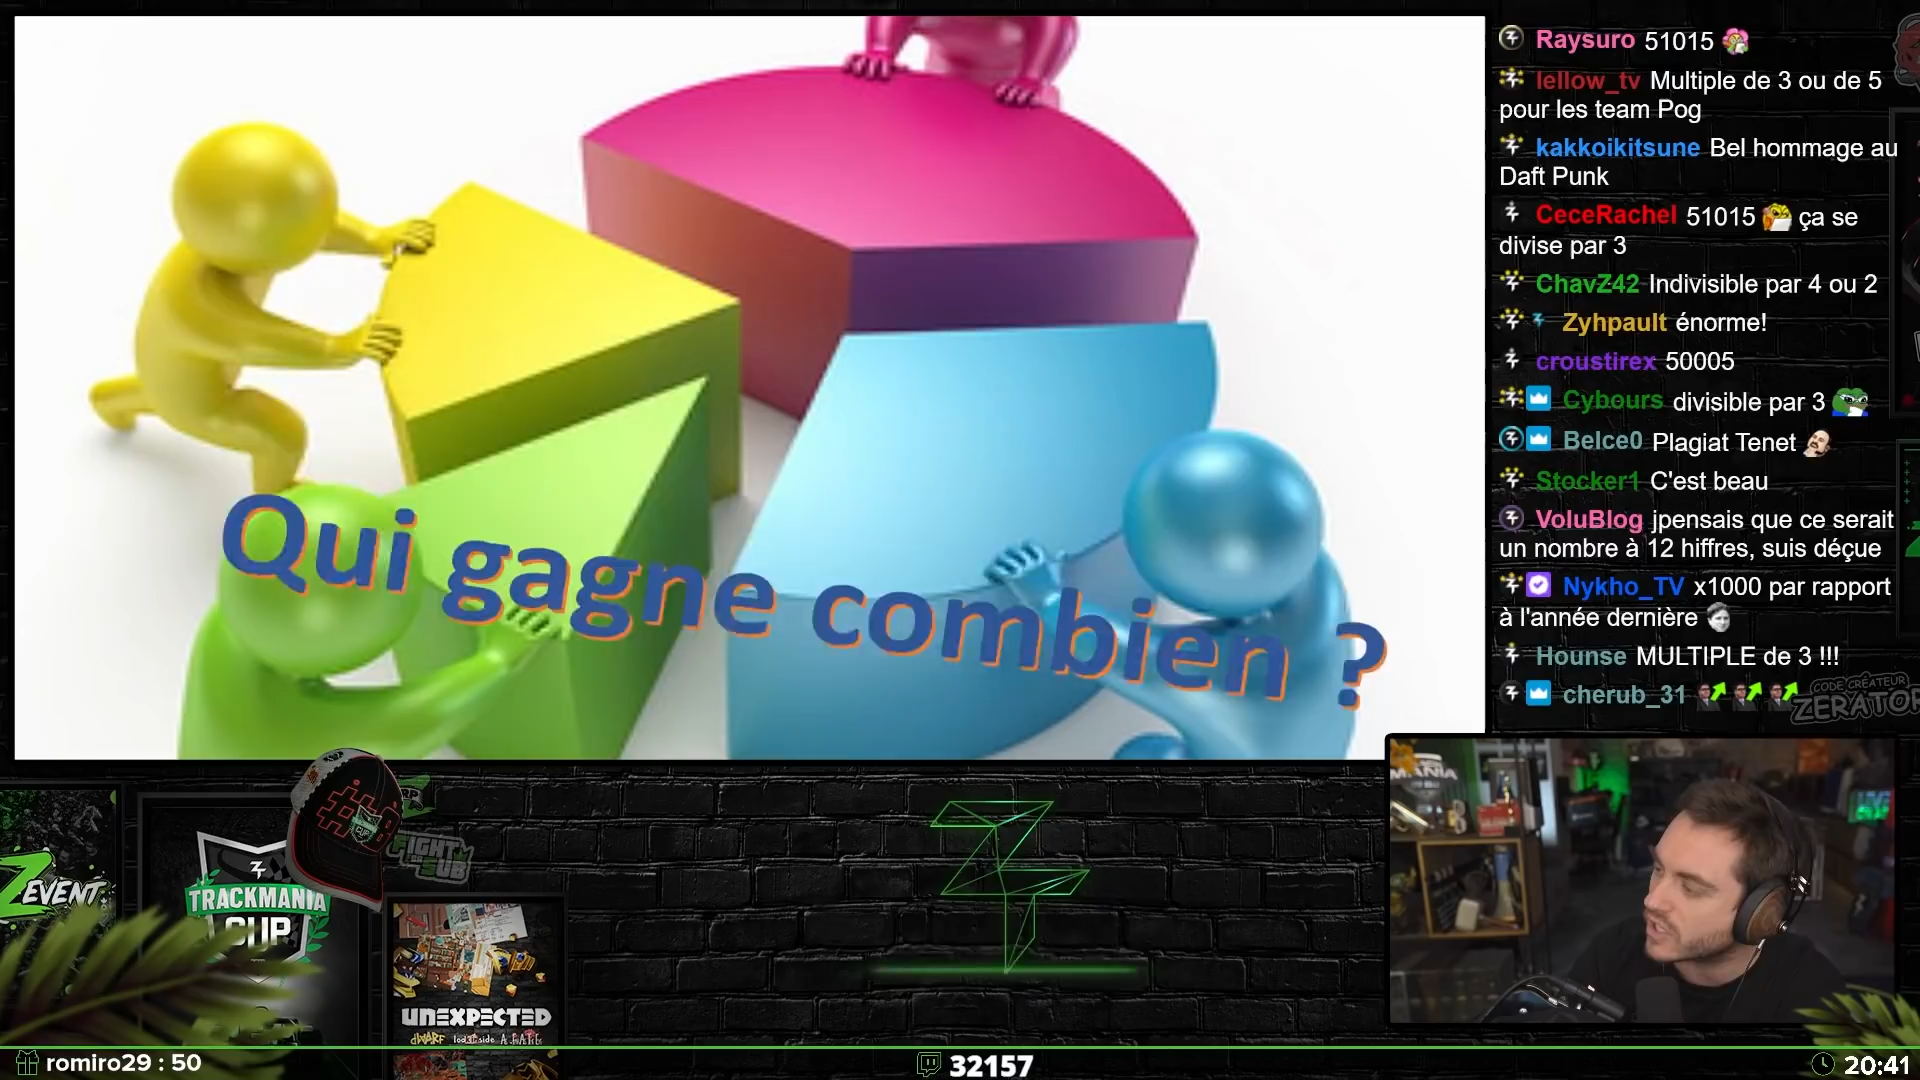 Qui gagne combien ?
Raysuro 51015
lellow_tv Multiple de 3 ou de 5
pour les team Pog
kakkoikitsune Bel hommage au
Daft Punk
CeceRachel 51015 ça se
divise par 3
ChavZ42 Indivisible par 4 ou 2
Zyhpault énorme!
croustirex 50005
Cybours divisible par 3
Belce0 Plagiat Tenet
Stocker1 C'est beau
VoluBlog jpensais que ce serait
un nombre à 12 hiffres, suis déçue
Nykho_TV x1000 par rapport
à l'année dernière
Hounse MULTIPLE de 3 !!!
cherub_31
CODE CRÉATEUR
ZERATOR
MANIA
ZEVENT
TRACKMANIA
CUP
FIGHT
SUB
UNEXPECTED
romiro29 : 50
32157
20:41